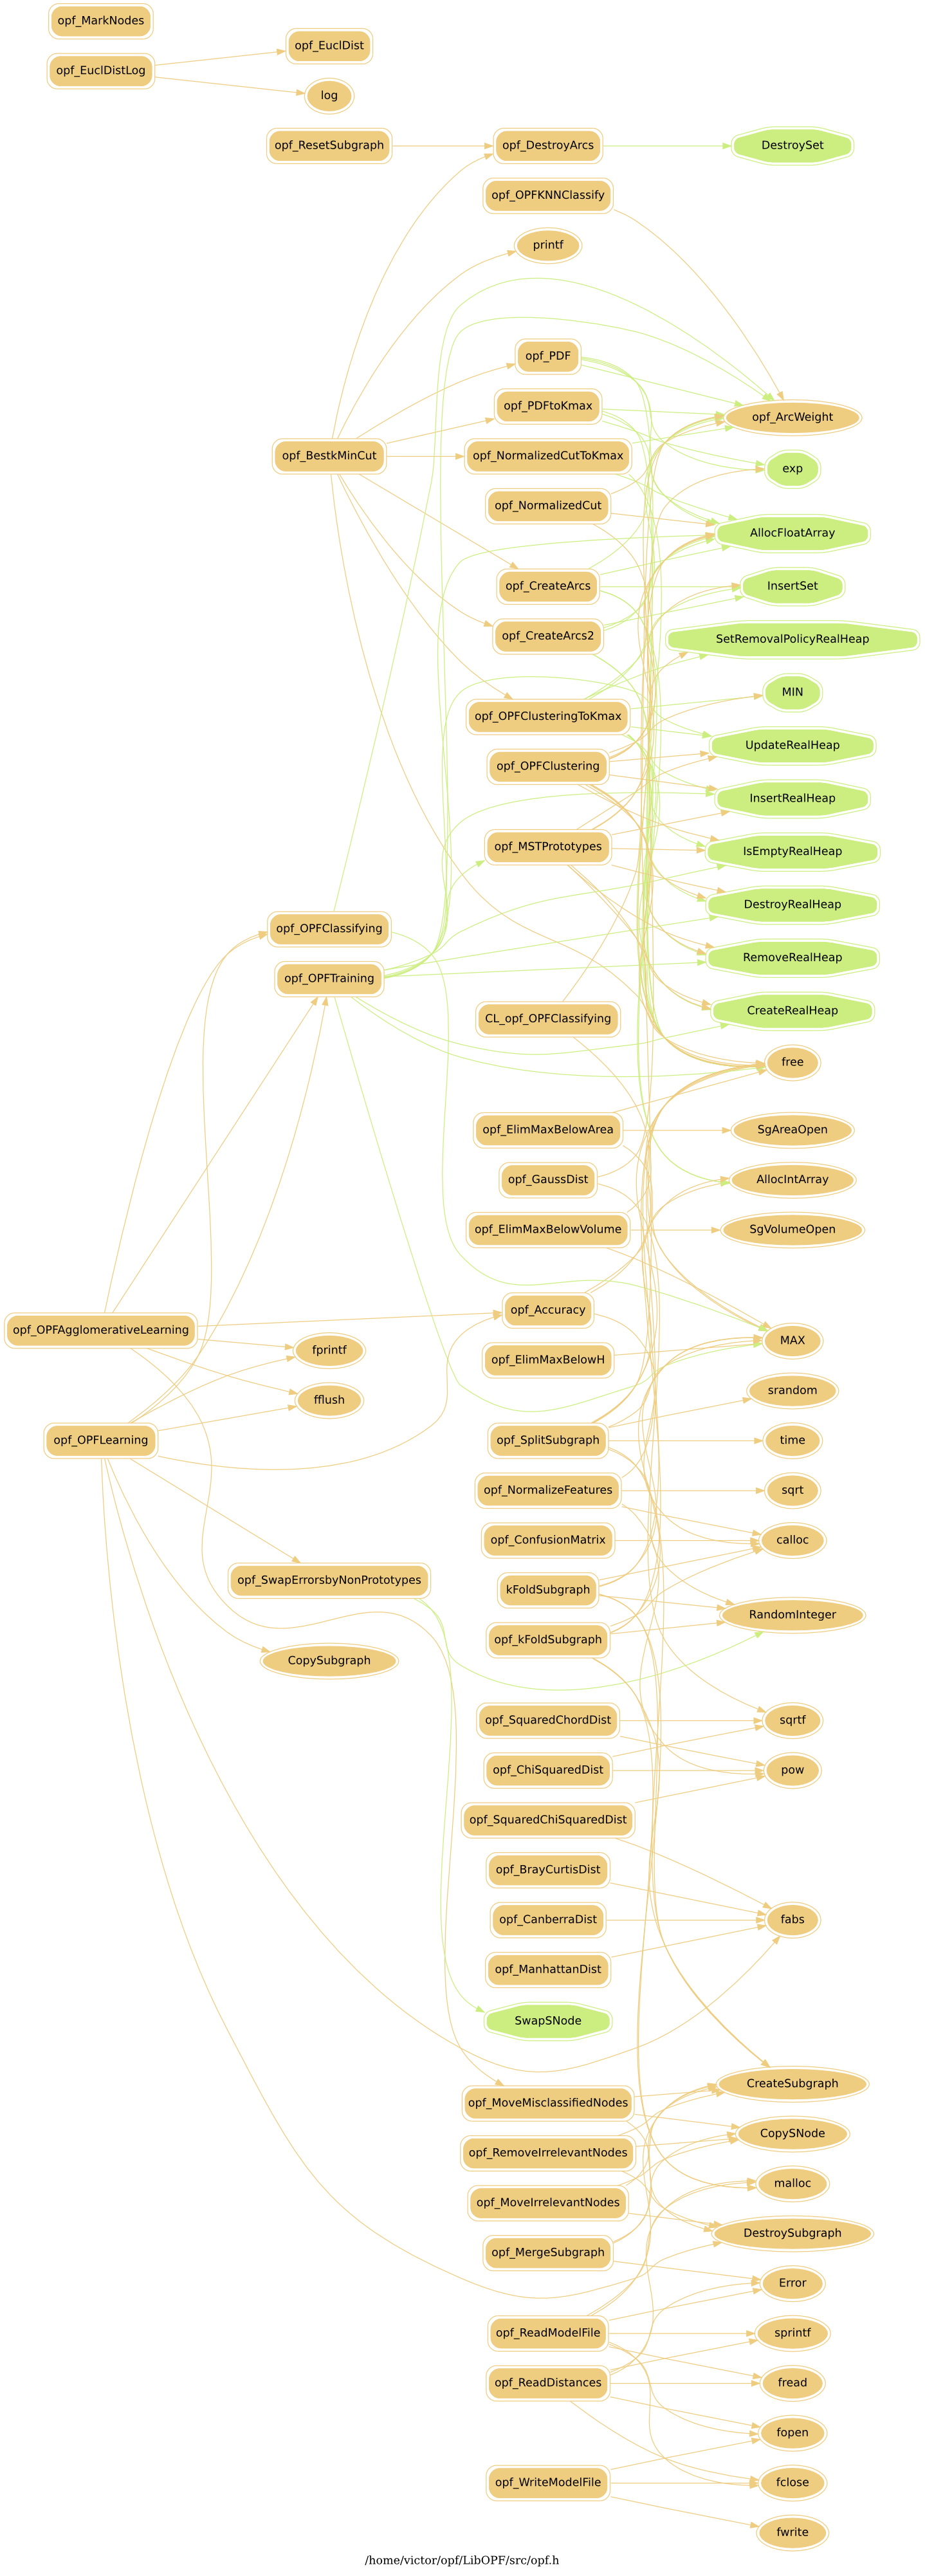 opf_MarkNodes
opf_EuclDistLog
opf_EuclDist
log
opf_ResetSubgraph
opf_DestroyArcs
DestroySet
opf_OPFKNNClassify
printf
opf_PDF
opf_PDFtoKmax
opf_ArcWeight
opf_BestkMinCut
opf_NormalizedCutToKmax
exp
opf_NormalizedCut
AllocFloatArray
opf_CreateArcs
InsertSet
opf_CreateArcs2
SetRemovalPolicyRealHeap
MIN
opf_OPFClusteringToKmax
UpdateRealHeap
opf_OPFClustering
InsertRealHeap
opf_MSTPrototypes
IsEmptyRealHeap
DestroyRealHeap
opf_OPFClassifying
RemoveRealHeap
opf_OPFTraining
CreateRealHeap
CL_opf_OPFClassifying
free
opf_ElimMaxBelowArea
SgAreaOpen
opf_GaussDist
AllocIntArray
opf_ElimMaxBelowVolume
SgVolumeOpen
opf_Accuracy
opf_OPFAgglomerativeLearning
MAX
fprintf
opf_ElimMaxBelowH
srandom
fflush
opf_OPFLearning
opf_SplitSubgraph
time
opf_NormalizeFeatures
sqrt
opf_ConfusionMatrix
calloc
opf_SwapErrorsbyNonPrototypes
kFoldSubgraph
RandomInteger
opf_kFoldSubgraph
CopySubgraph
opf_SquaredChordDist
sqrtf
opf_ChiSquaredDist
pow
opf_SquaredChiSquaredDist
opf_BrayCurtisDist
opf_CanberraDist
fabs
opf_ManhattanDist
SwapSNode
CreateSubgraph
opf_MoveMisclassifiedNodes
CopySNode
opf_RemoveIrrelevantNodes
malloc
opf_MoveIrrelevantNodes
DestroySubgraph
opf_MergeSubgraph
Error
opf_ReadModelFile
sprintf
opf_ReadDistances
fread
fopen
opf_WriteModelFile
fclose
fwrite
/home/victor/opf/LibOPF/src/opf.h